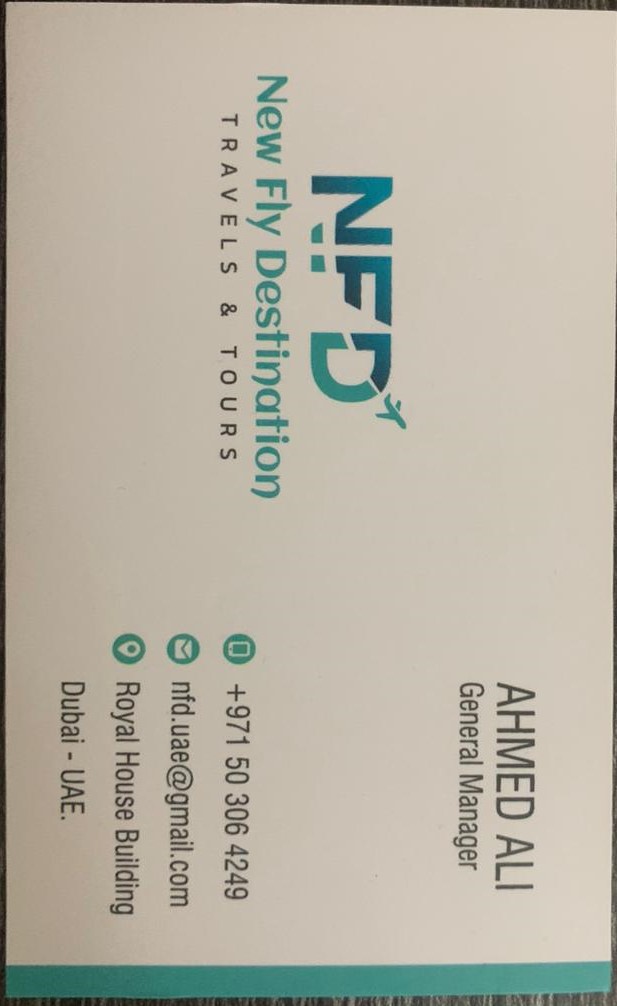 AHMED ALI
General Manager
NFD
New Fly Destination
TRAVELS & TOURS
+971 50 306 4249
nfd.uae@gmail.com
Royal House Building
Dubai - UAE.